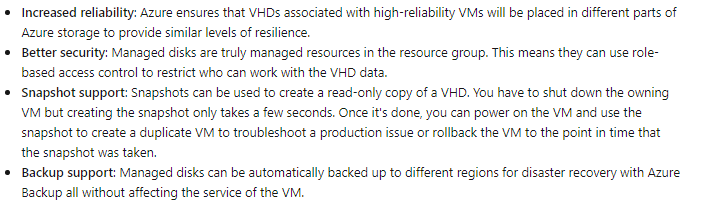 • Increased reliability: Azure ensures that VHDs associated with high-reliability VMs will be placed in different parts of
Azure storage to provide similar levels of resilience.
• Better security: Managed disks are truly managed resources in the resource group. This means they can use role-
based access control to restrict who can work with the VHD data.
• Snapshot support: Snapshots can be used to create a read-only copy of a VHD. You have to shut down the owning
VM but creating the snapshot only takes a few seconds. Once it's done, you can power on the VM and use the
snapshot to create a duplicate VM to troubleshoot a production issue or rollback the VM to the point in time that
the snapshot was taken.
• Backup support: Managed disks can be automatically backed up to different regions for disaster recovery with Azure
Backup all without affecting the service of the VM.